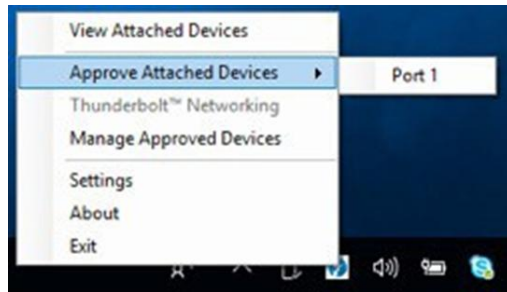 View Attached Devices
Approve Attached Devices
Port 1
Thunderbolt™ Networking
Manage Approved Devices
Settings
About
Exit